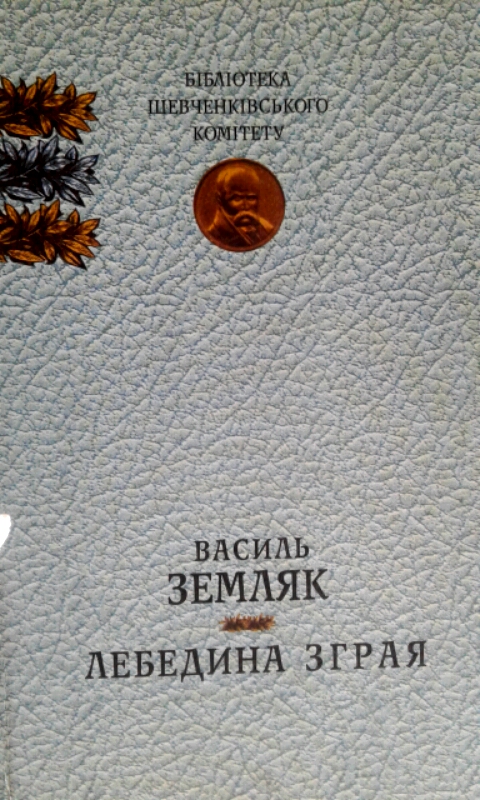 БІБЛІОТЕКА
ШЕВЧЕНКІВСЬКОГО
КОМІТЕТУ
ВАСИЛЬ
ЗЕМЛЯК
ЛЕБЕДИНА ЗГРАЯ